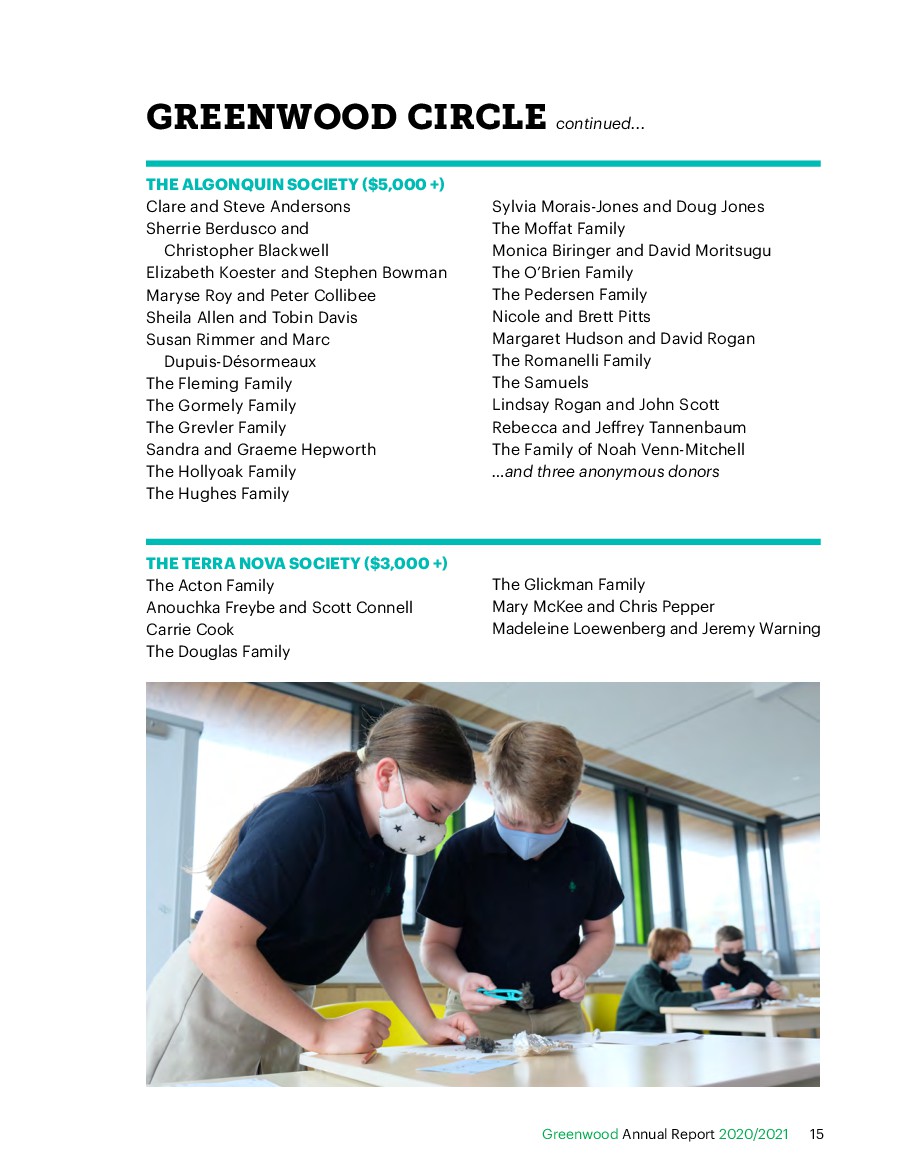 GREENWOOD CIRCLE continued...
THE ALGONQUIN SOCIETY ($5,000 +)
Clare and Steve Andersons
Sherrie Berdusco and
Christopher Blackwell
Elizabeth Koester and Stephen Bowman
Maryse Roy and Peter Collibee
Sheila Allen and Tobin Davis
Susan Rimmer and Marc
Dupuis-Désormeaux
The Fleming Family
The Gormely Family
The Grevler Family
Sandra and Graeme Hepworth
The Hollyoak Family
The Hughes Family
Sylvia Morais-Jones and Doug Jones
The Moffat Family
Monica Biringer and David Moritsugu
The O’Brien Family
The Pedersen Family
Nicole and Brett Pitts
Margaret Hudson and David Rogan
The Romanelli Family
The Samuels
Lindsay Rogan and John Scott
Rebecca and Jeffrey Tannenbaum
The Family of Noah Venn-Mitchell
...and three anonymous donors
THE TERRA NOVA SOCIETY ($3,000 +)
The Acton Family
Anouchka Freybe and Scott Connell
Carrie Cook
The Douglas Family
The Glickman Family
Mary McKee and Chris Pepper
Madeleine Loewenberg and Jeremy Warning
Greenwood Annual Report 2020/2021 15